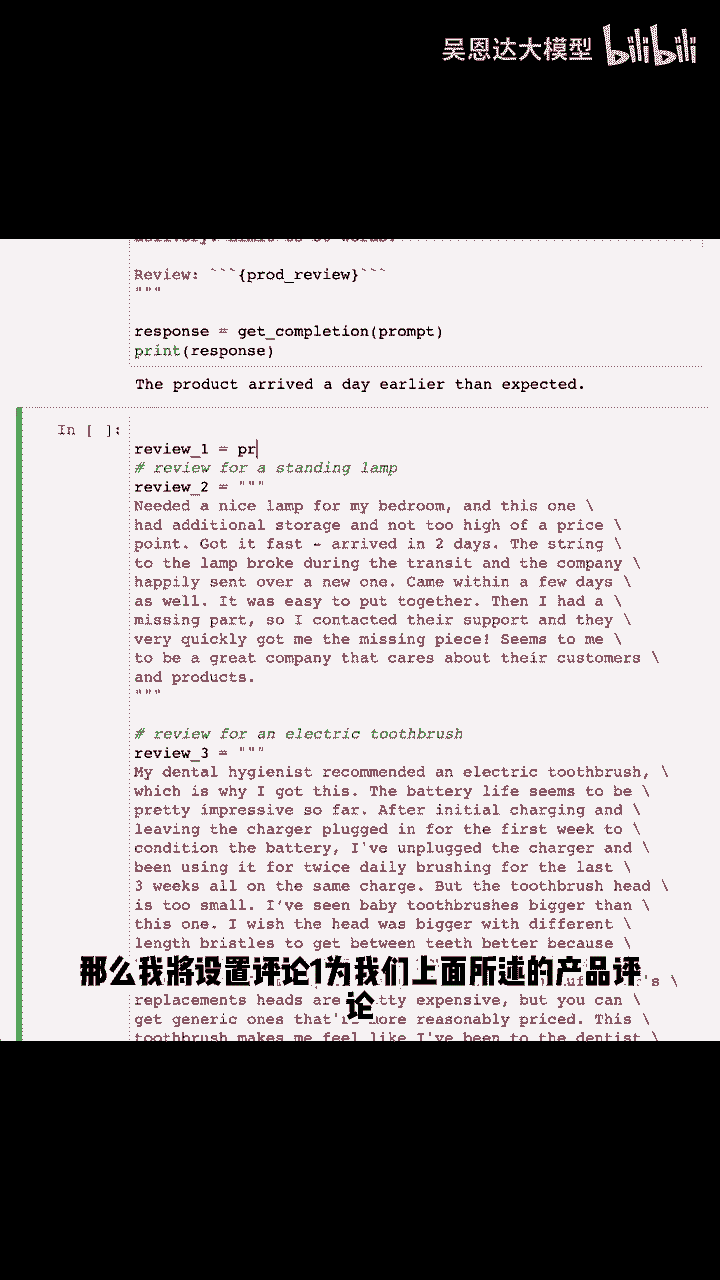 吴恩达大模型 bilibili
Review: ```{prod_review}```
"""
response = get_completion(prompt)
print(response)
The product arrived a day earlier than expected.
In [ ]:
review_1 = pr
# review for a standing lamp
review_2 = """
Needed a nice lamp for my bedroom, and this one \
had additional storage and not too high of a price \
point. Got it fast - arrived in 2 days. The string \
to the lamp broke during the transit and the company \
happily sent over a new one. Came within a few days \
as well. It was easy to put together. Then I had a \
missing part, so I contacted their support and they \
very quickly got me the missing piece! Seems to me \
to be a great company that cares about their customers \
and products.
"""
# review for an electric toothbrush
review_3 = """
My dental hygienist recommended an electric toothbrush, \
which is why I got this. The battery life seems to be \
pretty impressive so far. After initial charging and \
leaving the charger plugged in for the first week to \
condition the battery, I've unplugged the charger and \
been using it for twice daily brushing for the last \
3 weeks all on the same charge. But the toothbrush head \
is too small. I've seen baby toothbrushes bigger than \
this one. I wish the head was bigger with different \
length bristles to get between teeth better because \
那么我將设置评论1为我们上面所述的产品评
论
replacements heads are pretty expensive, but you can \
get generic ones that're more reasonably priced. This \
toothbrush makes me feel like I've been to the dentist \